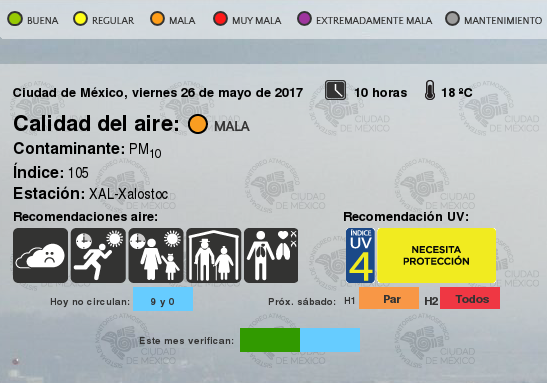 BUENA REGULAR MALA MUY MALA EXTREMADAMENTE MALA MANTENIMIENTO
Ciudad de México, viernes 26 de mayo de 2017 10 horas 18 ºC
Calidad del aire: MALA
Contaminante: PM10
Índice: 105
Estación: XAL-Xalostoc
Recomendaciones aire: Recomendación UV:
ÍNDICE
UV
4
NECESITA
PROTECCIÓN
Hoy no circulan: 9 y 0 Próx. sábado: H1 Par H2 Todos
Este mes verifican:
CIUDAD
DE MÉXICO